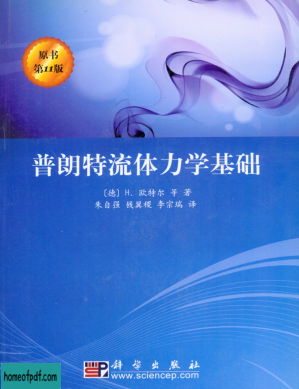 原书
第11版
普朗特流体力学基础
[德] H. 欧特尔 等 著
朱自强 钱翼稷 李宗瑞 译
SP
科学出版社
www.sciencep.com
homeofpdf.com